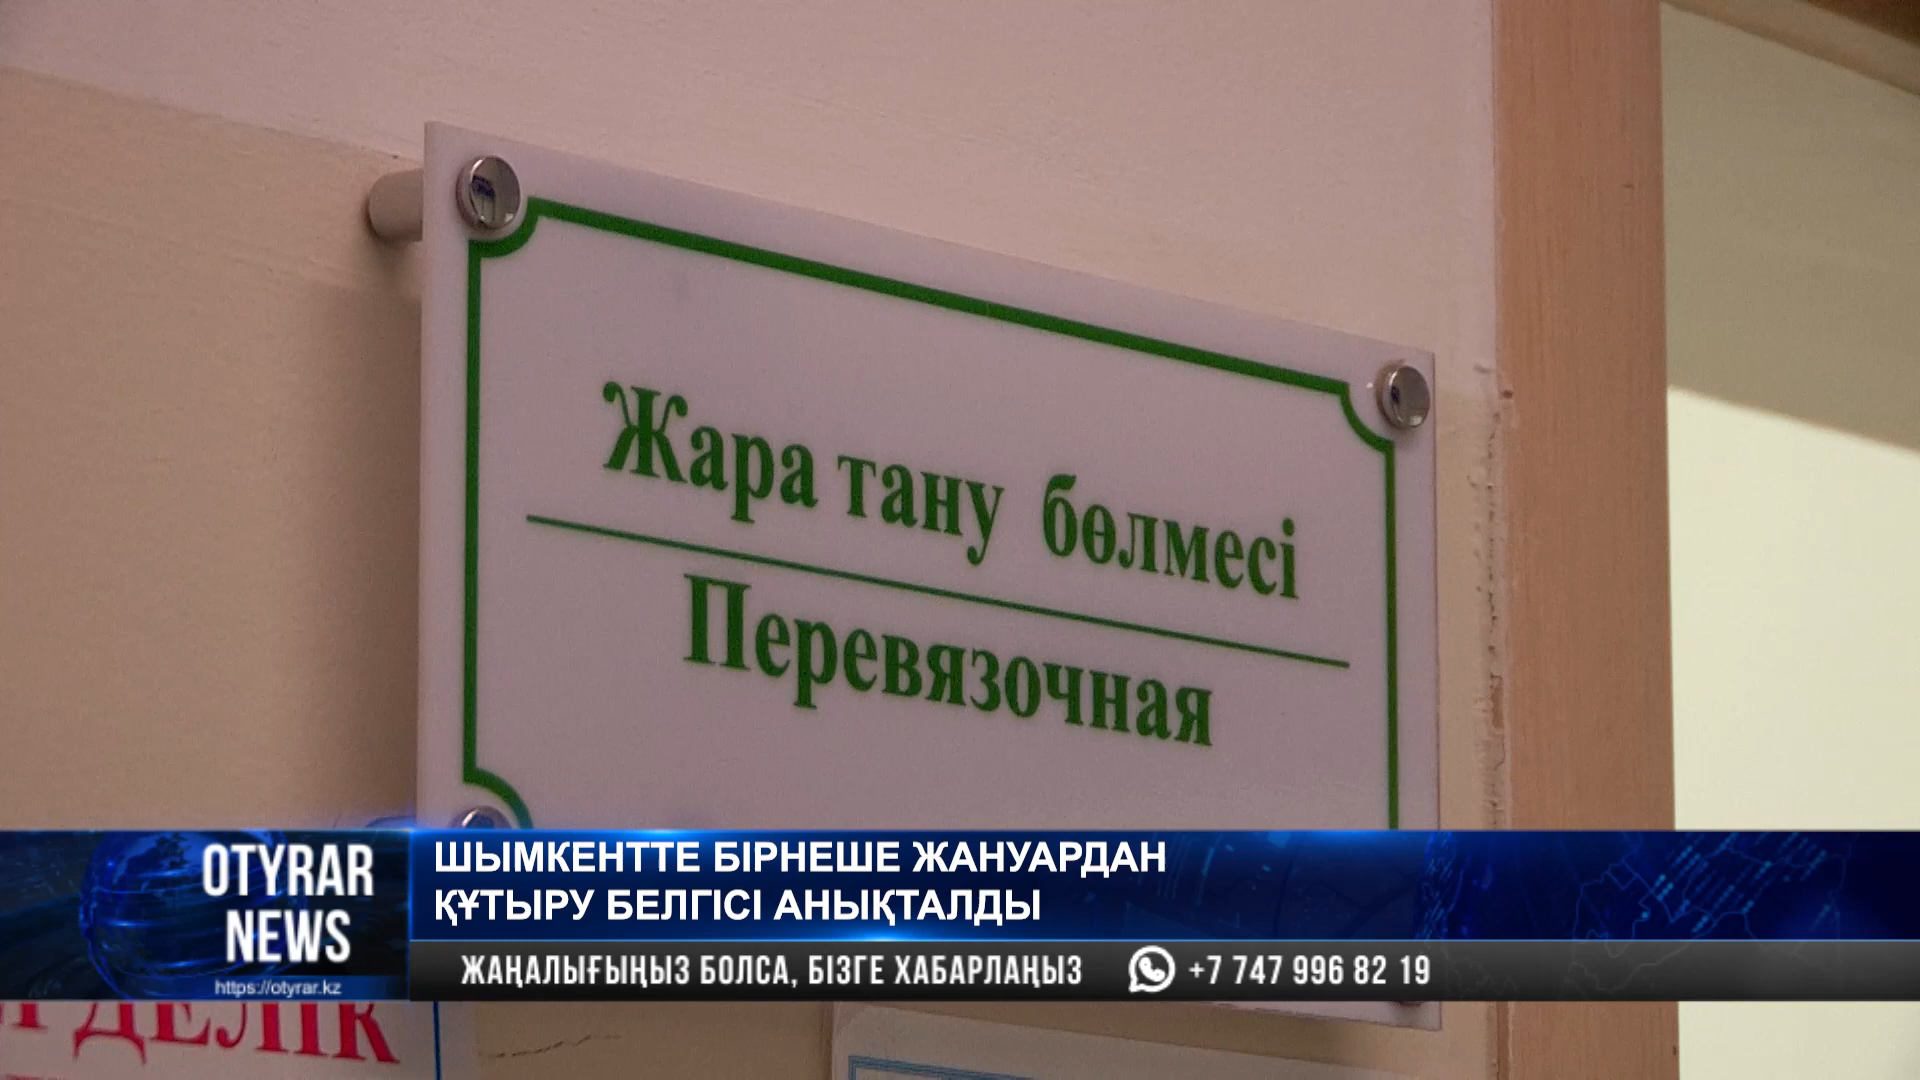 Жара тану бөлмесі
Перевязочная
OTYRAR
NEWS
https://otyrar.kz
ШЫМКЕНТТЕ БІРНЕШЕ ЖАНУАРДАН
ҚҰТЫРУ БЕЛГІСІ АНЫҚТАЛДЫ
ЖАҢАЛЫҒЫҢЫЗ БОЛСА, БІЗГЕ ХАБАРЛАҢЫЗ +7 747 996 82 19